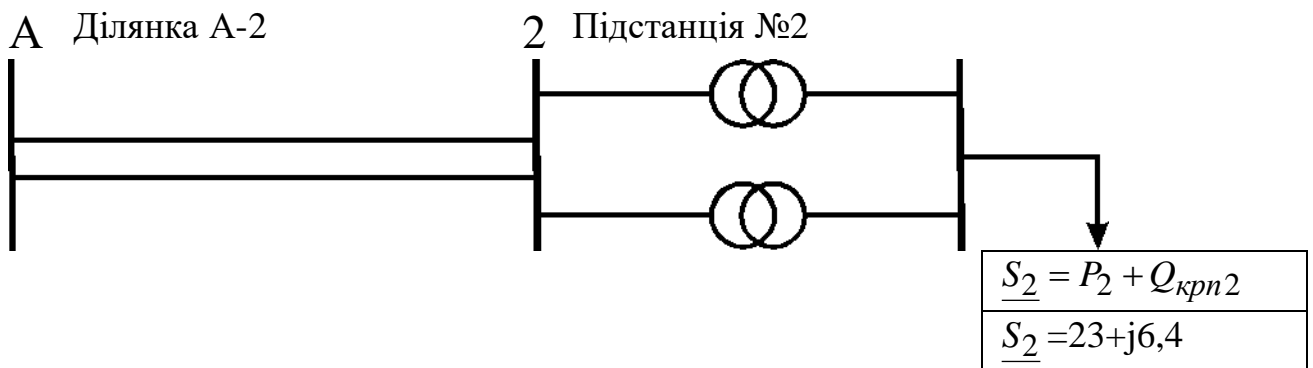 А Ділянка А-2 2 Підстанція №2
S2 = P2 + Qкрп2
S2 =23+j6,4